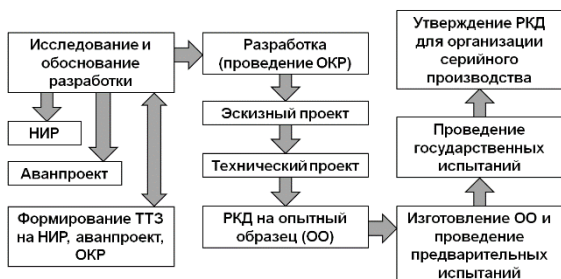 Исследование и
обоснование
разработки
НИР
Аванпроект
Формирование ТТЗ
на НИР, аванпроект,
ОКР
Разработка
(проведение ОКР)
Эскизный проект
Технический проект
РКД на опытный
образец (ОО)
Утверждение РКД
для организации
серийного
производства
Проведение
государственных
испытаний
Изготовление ОО и
проведение
предварительных
испытаний